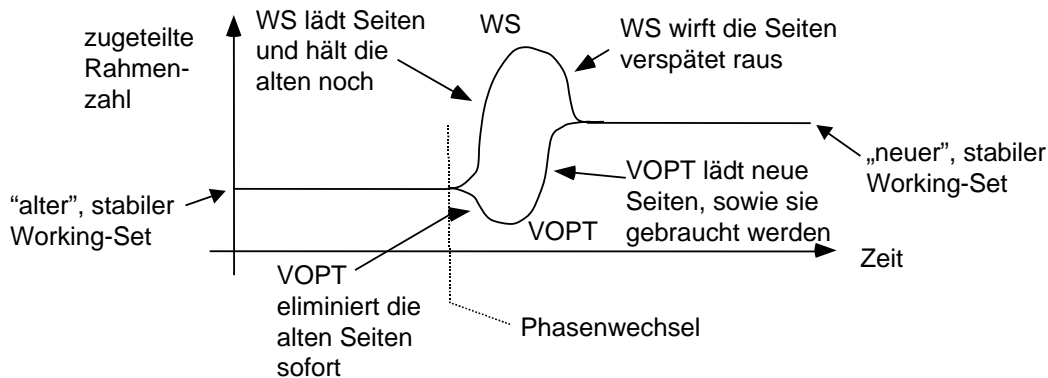 zugeteilte
Rahmen-
zahl
WS lädt Seiten
und hält die
alten noch
WS
WS wirft die Seiten
verspätet raus
„neuer”, stabiler
Working-Set
“alter”, stabiler
Working-Set
VOPT lädt neue
Seiten, sowie sie
gebraucht werden
VOPT
Zeit
VOPT
eliminiert die
alten Seiten
sofort
Phasenwechsel